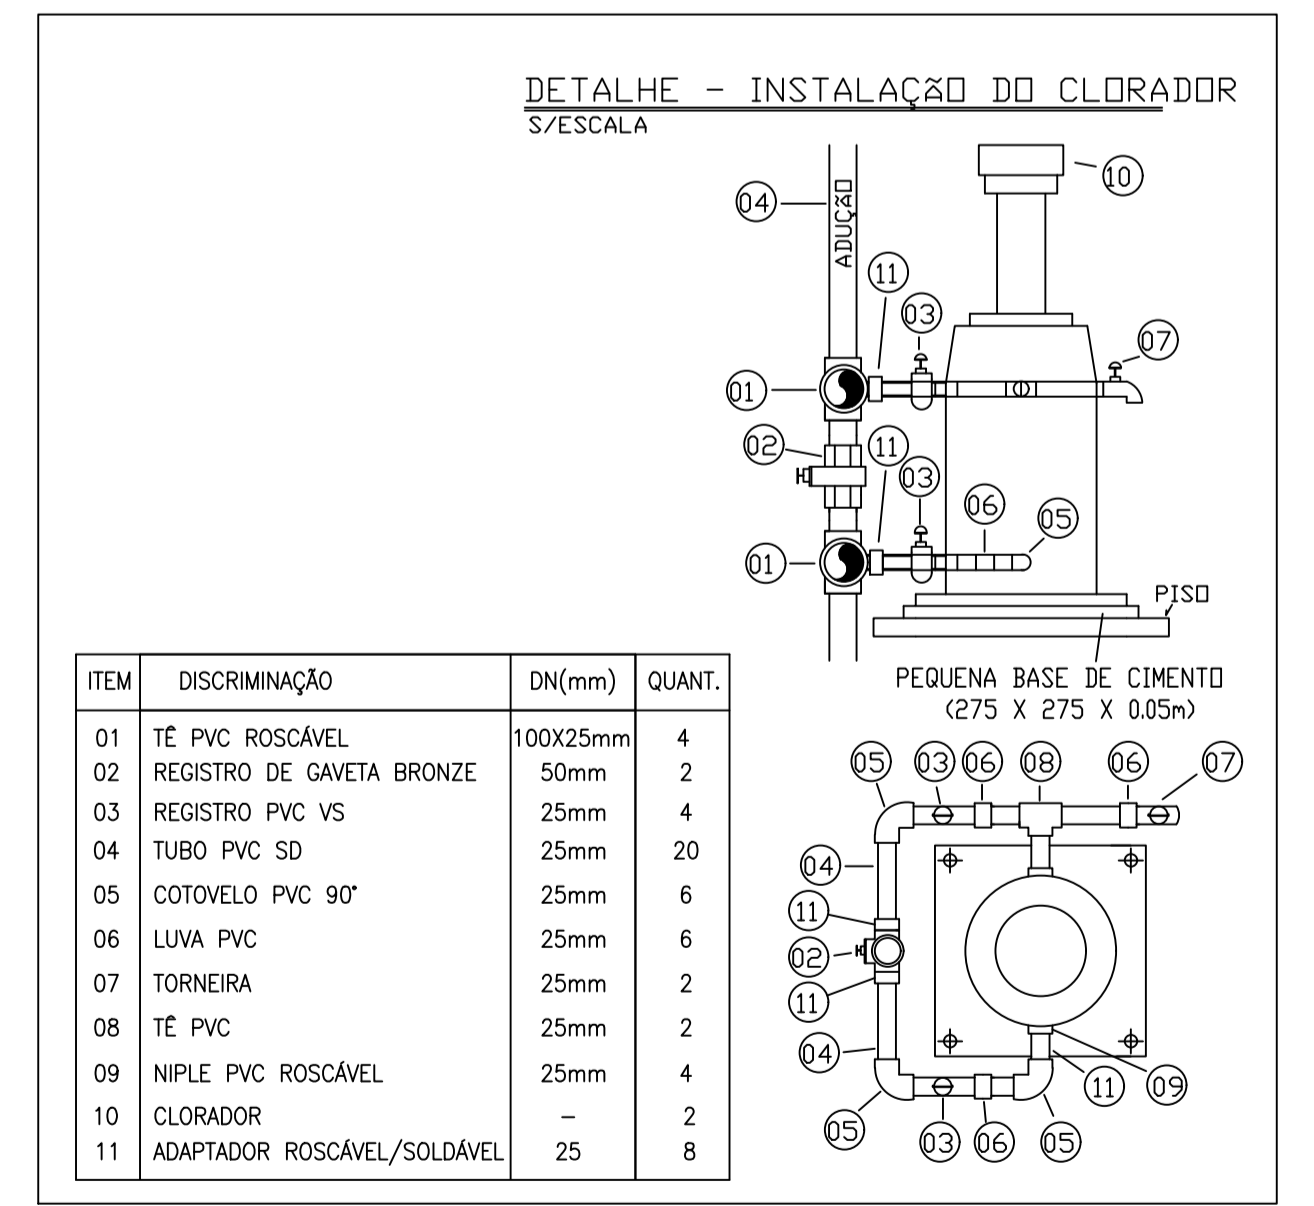 DETALHE - INSTALAÇÃO DO CLORADOR
S/ESCALA
10
04
ADUÇÃO
11
03
07
01
02
11
03
06
05
01
PISO
PEQUENA BASE DE CIMENTO
(275 X 275 X 0.05m)
ITEM DISCRIMINAÇÃO DN(mm) QUANT.
01 TÊ PVC ROSCÁVEL 100X25mm 4
02 REGISTRO DE GAVETA BRONZE 50mm 2
03 REGISTRO PVC VS 25mm 4
04 TUBO PVC SD 25mm 20
05 COTOVELO PVC 90° 25mm 6
06 LUVA PVC 25mm 6
07 TORNEIRA 25mm 2
08 TÊ PVC 25mm 2
09 NIPLE PVC ROSCÁVEL 25mm 4
10 CLORADOR – 2
11 ADAPTADOR ROSCÁVEL/SOLDÁVEL 25 8
05 03 06 08 06 07
04
11
02
11
04
11 09
05 03 06 05